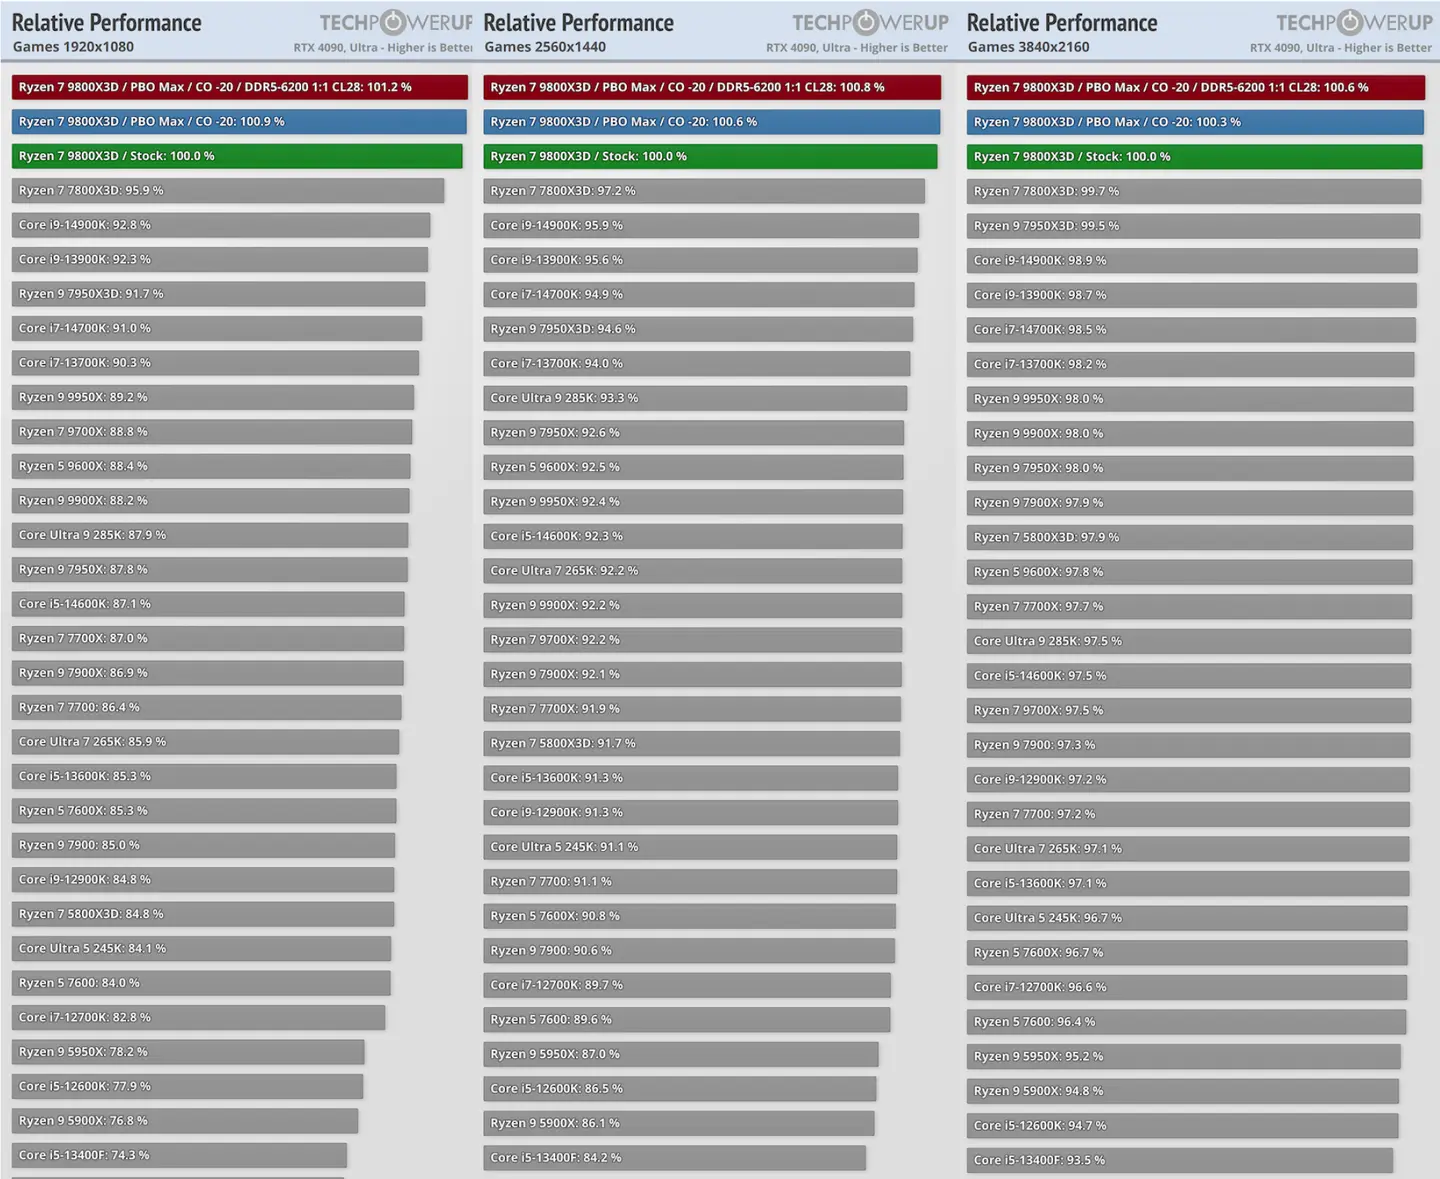 Relative Performance
TECHPOWERUP
Games 1920x1080
RTX 4090, Ultra - Higher is Better
Ryzen 7 9800X3D / PBO Max / CO -20 / DDR5-6200 1:1 CL28: 101.2 %
Ryzen 7 9800X3D / PBO Max / CO -20: 100.9 %
Ryzen 7 9800X3D / Stock: 100.0 %
Ryzen 7 7800X3D: 95.9 %
Core i9-14900K: 92.8 %
Core i9-13900K: 92.3 %
Ryzen 9 7950X3D: 91.7 %
Core i7-14700K: 91.0 %
Core i7-13700K: 90.3 %
Ryzen 9 9950X: 89.2 %
Ryzen 7 9700X: 88.8 %
Ryzen 5 9600X: 88.4 %
Ryzen 9 9900X: 88.2 %
Core Ultra 9 285K: 87.9 %
Ryzen 9 7950X: 87.8 %
Core i5-14600K: 87.1 %
Ryzen 7 7700X: 87.0 %
Ryzen 9 7900X: 86.9 %
Ryzen 7 7700: 86.4 %
Core Ultra 7 265K: 85.9 %
Core i5-13600K: 85.3 %
Ryzen 5 7600X: 85.3 %
Ryzen 9 7900: 85.0 %
Core i9-12900K: 84.8 %
Ryzen 7 5800X3D: 84.8 %
Core Ultra 5 245K: 84.1 %
Ryzen 5 7600: 84.0 %
Core i7-12700K: 82.8 %
Ryzen 9 5950X: 78.2 %
Core i5-12600K: 77.9 %
Ryzen 9 5900X: 76.8 %
Core i5-13400F: 74.3 %
Relative Performance
TECHPOWERUP
Games 2560x1440
RTX 4090, Ultra - Higher is Better
Ryzen 7 9800X3D / PBO Max / CO -20 / DDR5-6200 1:1 CL28: 100.8 %
Ryzen 7 9800X3D / PBO Max / CO -20: 100.6 %
Ryzen 7 9800X3D / Stock: 100.0 %
Ryzen 7 7800X3D: 97.2 %
Core i9-14900K: 95.9 %
Core i9-13900K: 95.6 %
Core i7-14700K: 94.9 %
Ryzen 9 7950X3D: 94.6 %
Core i7-13700K: 94.0 %
Core Ultra 9 285K: 93.3 %
Ryzen 9 7950X: 92.6 %
Ryzen 5 9600X: 92.5 %
Ryzen 9 9950X: 92.4 %
Core i5-14600K: 92.3 %
Core Ultra 7 265K: 92.2 %
Ryzen 9 9900X: 92.2 %
Ryzen 7 9700X: 92.2 %
Ryzen 9 7900X: 92.1 %
Ryzen 7 7700X: 91.9 %
Ryzen 7 5800X3D: 91.7 %
Core i5-13600K: 91.3 %
Core i9-12900K: 91.3 %
Core Ultra 5 245K: 91.1 %
Ryzen 7 7700: 91.1 %
Ryzen 5 7600X: 90.8 %
Ryzen 9 7900: 90.6 %
Core i7-12700K: 89.7 %
Ryzen 5 7600: 89.6 %
Ryzen 9 5950X: 87.0 %
Core i5-12600K: 86.5 %
Ryzen 9 5900X: 86.1 %
Core i5-13400F: 84.2 %
Relative Performance
TECHPOWERUP
Games 3840x2160
RTX 4090, Ultra - Higher is Better
Ryzen 7 9800X3D / PBO Max / CO -20 / DDR5-6200 1:1 CL28: 100.6 %
Ryzen 7 9800X3D / PBO Max / CO -20: 100.3 %
Ryzen 7 9800X3D / Stock: 100.0 %
Ryzen 7 7800X3D: 99.7 %
Ryzen 9 7950X3D: 99.5 %
Core i9-14900K: 98.9 %
Core i9-13900K: 98.7 %
Core i7-14700K: 98.5 %
Core i7-13700K: 98.2 %
Ryzen 9 9950X: 98.0 %
Ryzen 9 9900X: 98.0 %
Ryzen 9 7950X: 98.0 %
Ryzen 9 7900X: 97.9 %
Ryzen 7 5800X3D: 97.9 %
Ryzen 5 9600X: 97.8 %
Ryzen 7 7700X: 97.7 %
Core Ultra 9 285K: 97.5 %
Core i5-14600K: 97.5 %
Ryzen 7 9700X: 97.5 %
Ryzen 9 7900: 97.3 %
Core i9-12900K: 97.2 %
Ryzen 7 7700: 97.2 %
Core Ultra 7 265K: 97.1 %
Core i5-13600K: 97.1 %
Core Ultra 5 245K: 96.7 %
Ryzen 5 7600X: 96.7 %
Core i7-12700K: 96.6 %
Ryzen 5 7600: 96.4 %
Ryzen 9 5950X: 95.2 %
Ryzen 9 5900X: 94.8 %
Core i5-12600K: 94.7 %
Core i5-13400F: 93.5 %